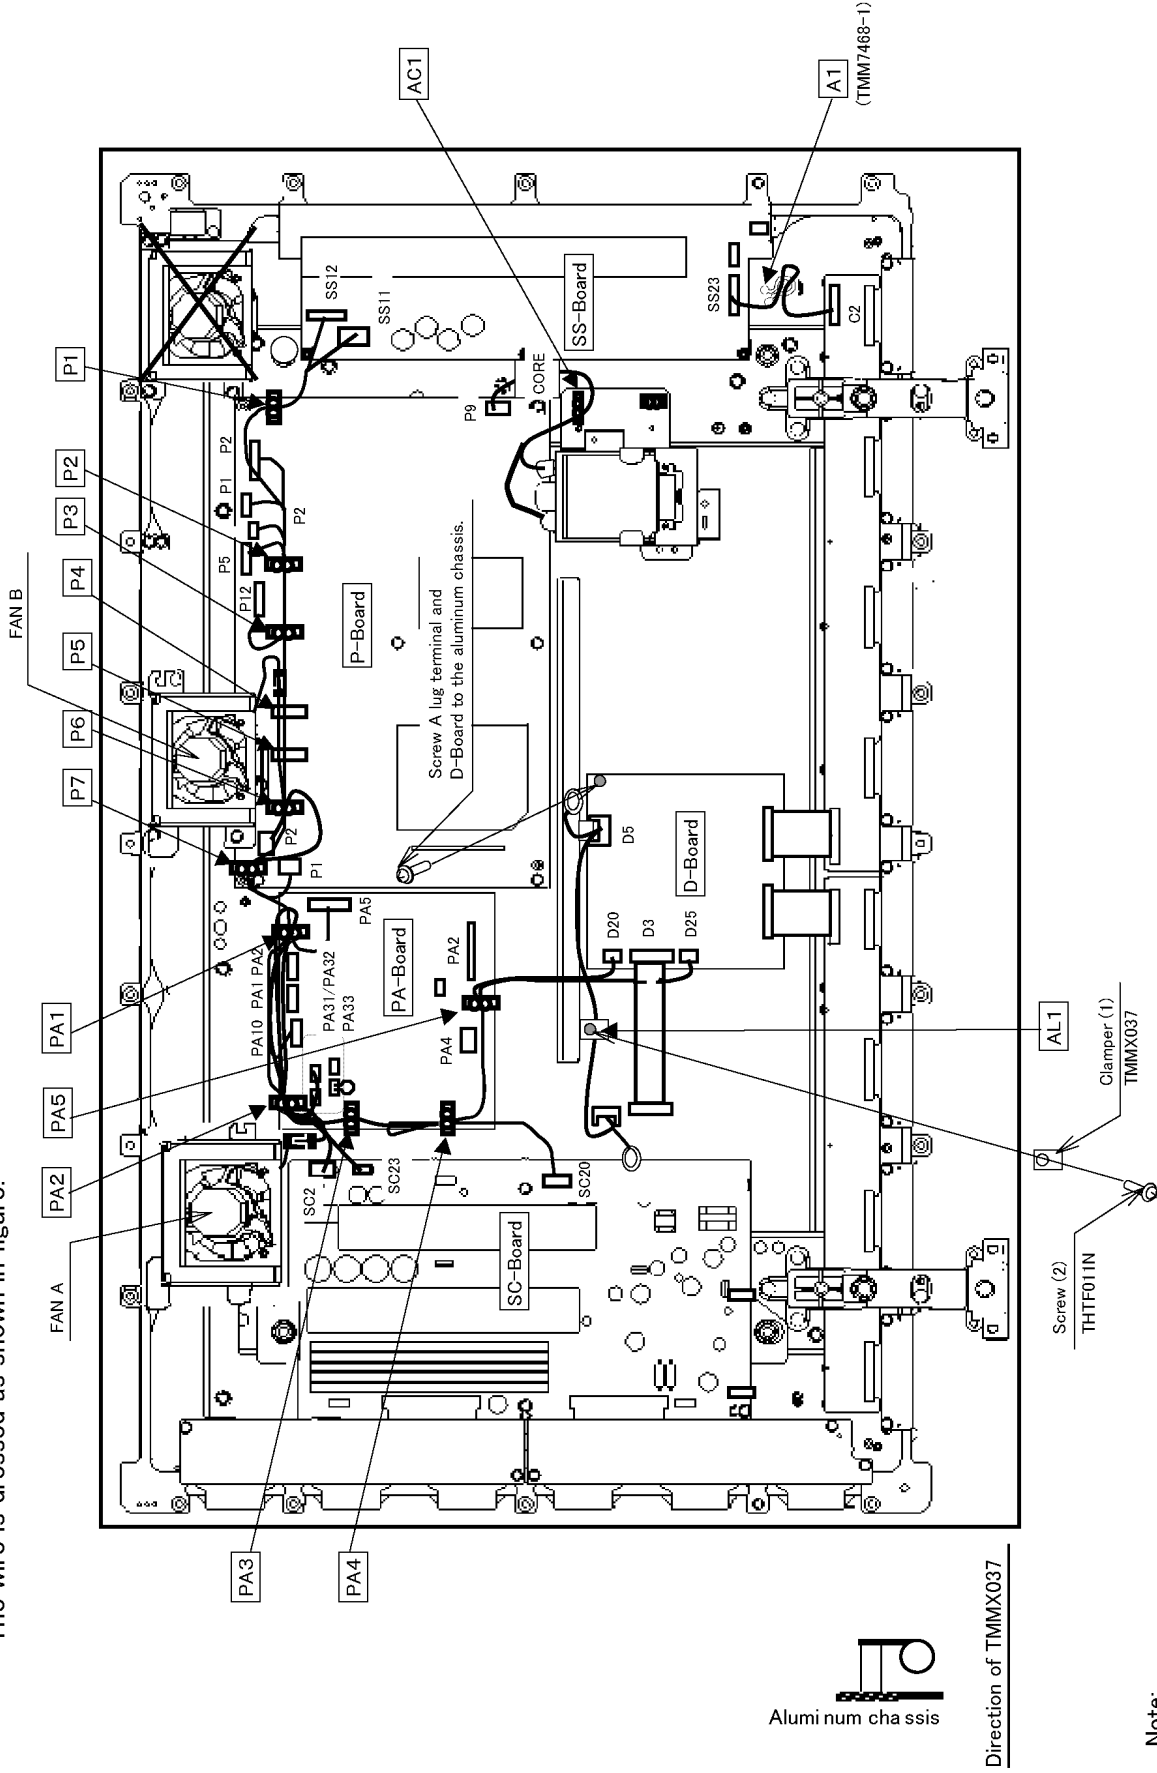 The wire is dressed as shown in figure.
FAN A
PA2
PA5
PA1
P7
P6
P5
FAN B
P4
P3
P2
P1
AC1
A1
(TMM7468-1)
PA10
PA1
PA2
P2
P1
P12
P5
P2
P1
P2
SS12
SS11
SC2
SC23
PA31/PA32
PA33
PA5
P-Board
PA-Board
PA4
PA2
Screw A lug terminal and
D-Board to the aluminum chassis.
P9
CORE
SS-Board
SS23
C2
SC-Board
SC20
D20
D3
D25
D5
D-Board
PA3
PA4
AL1
Clamper (1)
TMMX037
Screw (2)
THTF011N
Aluminum chassis
Direction of TMMX037
Note: